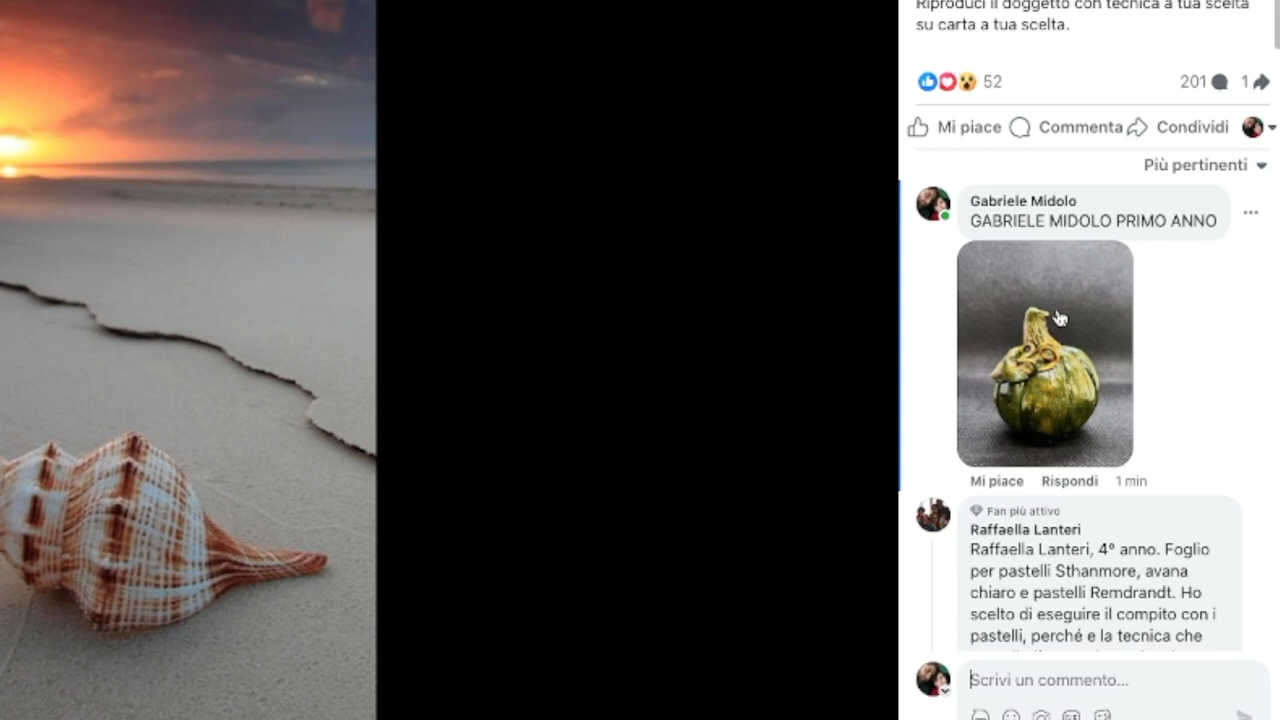 Riproduci il doggetto con tecnica a tua scelta
su carta a tua scelta.
52
201
1
Mi piace
Commenta
Condividi
Più pertinenti
Gabriele Midolo
GABRIELE MIDOLO PRIMO ANNO
Mi piace Rispondi 1 min
Fan più attivo
Raffaella Lanteri
Raffaella Lanteri, 4° anno. Foglio
per pastelli Sthanmore, avana
chiaro e pastelli Remdrandt. Ho
scelto di eseguire il compito con i
pastelli, perché e la tecnica che
Scrivi un commento...